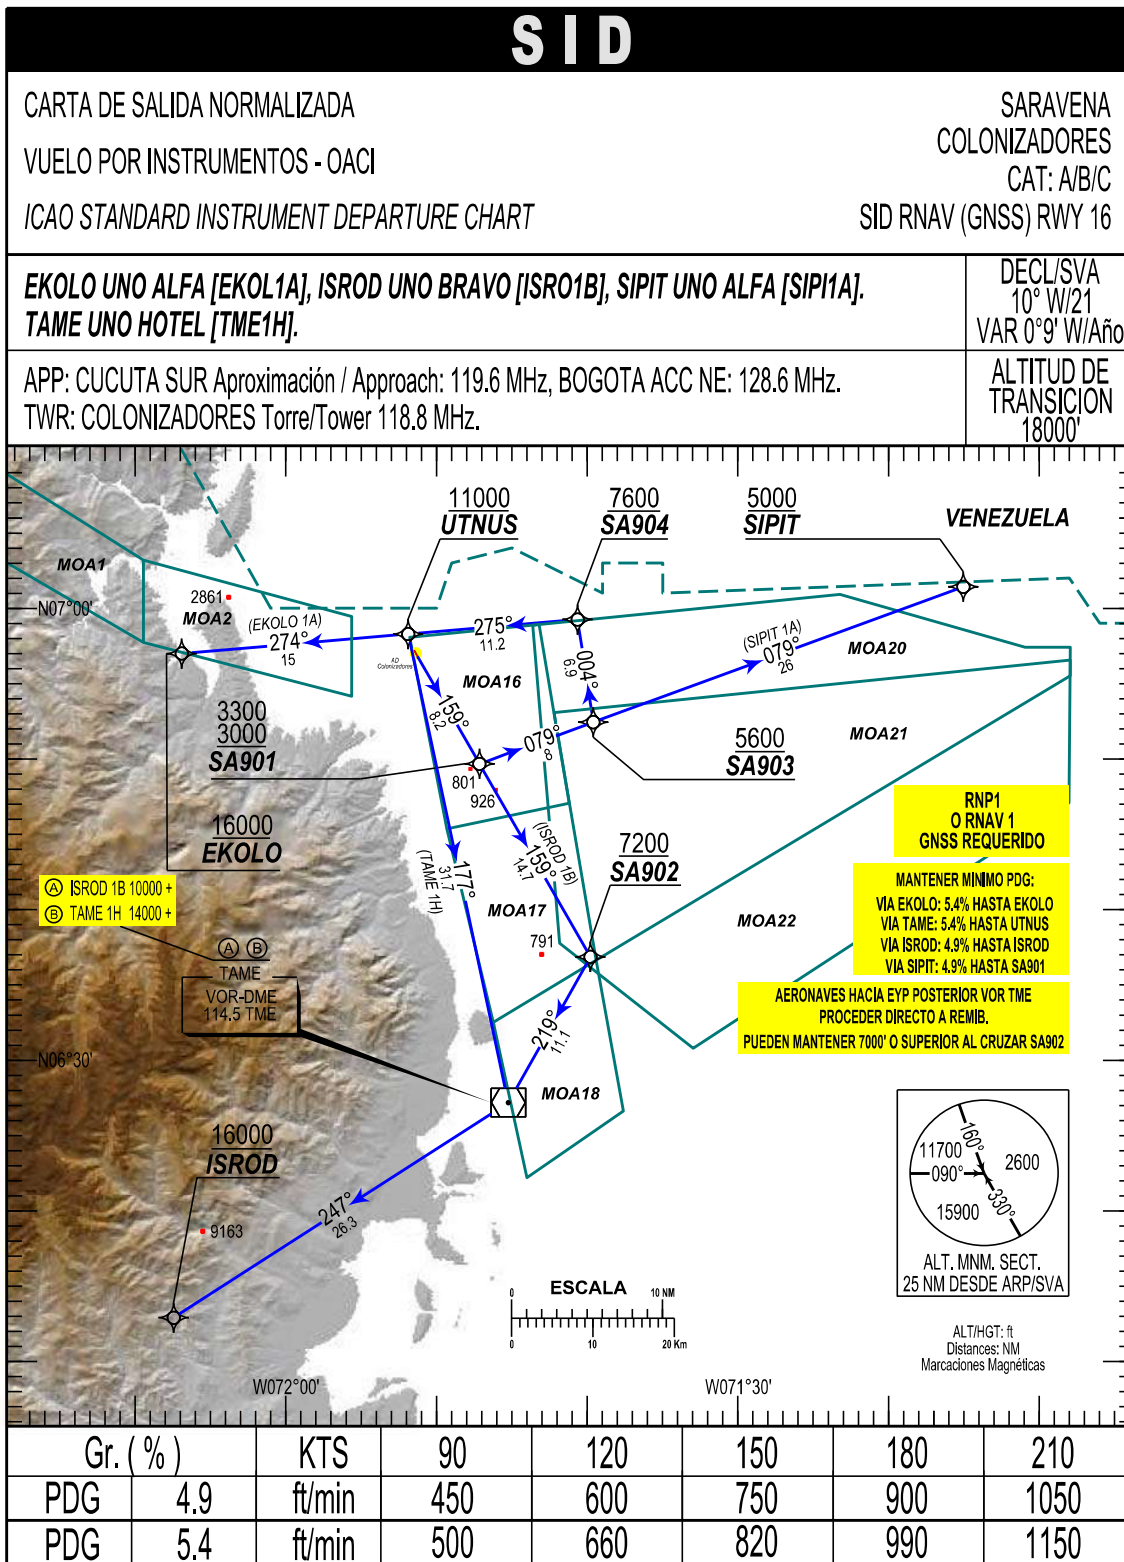 SID
CARTA DE SALIDA NORMALIZADA
VUELO POR INSTRUMENTOS - OACI
ICAO STANDARD INSTRUMENT DEPARTURE CHART
SARAVENA
COLONIZADORES
CAT: A/B/C
SID RNAV (GNSS) RWY 16
EKOLO UNO ALFA [EKOL1A], ISROD UNO BRAVO [ISRO1B], SIPIT UNO ALFA [SIPI1A].
TAME UNO HOTEL [TME1H].
DECL/SVA
10° W/21
VAR 0°9' W/Año
APP: CUCUTA SUR Aproximación / Approach: 119.6 MHz, BOGOTA ACC NE: 128.6 MHz.
TWR: COLONIZADORES Torre/Tower 118.8 MHz.
ALTITUD DE
TRANSICION
18000'
11000
UTNUS
7600
SA904
5000
SIPIT
VENEZUELA
MOA1
2861
MOA2
N07°00'
(EKOLO 1A)
274°
15
275°
11.2
AD
Colonizadores
004°
6.9
(SIPIT 1A)
079°
26
MOA20
MOA16
159°
8.2
3300
3000
SA901
079°
8
MOA21
5600
SA903
801
926
16000
EKOLO
RNP1
O RNAV 1
GNSS REQUERIDO
(ISROD 1B)
159°
14.7
7200
SA902
(TAME 1H)
177°
31.7
Ⓐ ISROD 1B 10000 +
Ⓑ TAME 1H 14000 +
MANTENER MINIMO PDG:
VIA EKOLO: 5.4% HASTA EKOLO
VIA TAME: 5.4% HASTA UTNUS
VIA ISROD: 4.9% HASTA ISROD
VIA SIPIT: 4.9% HASTA SA901
MOA17
MOA22
791
Ⓐ Ⓑ
TAME
VOR-DME
114.5 TME
AERONAVES HACIA EYP POSTERIOR VOR TME
PROCEDER DIRECTO A REMIB.
PUEDEN MANTENER 7000' O SUPERIOR AL CRUZAR SA902
219°
11.1
N06°30'
MOA18
16000
ISROD
160°
11700
2600
090°
330°
15900
ALT. MNM. SECT.
25 NM DESDE ARP/SVA
247°
26.3
9163
ESCALA
0 10 NM
0 10 20 Km
ALT/HGT: ft
Distances: NM
Marcaciones Magnéticas
W072°00'
W071°30'
Gr. ( % ) KTS 90 120 150 180 210
PDG 4.9 ft/min 450 600 750 900 1050
PDG 5.4 ft/min 500 660 820 990 1150